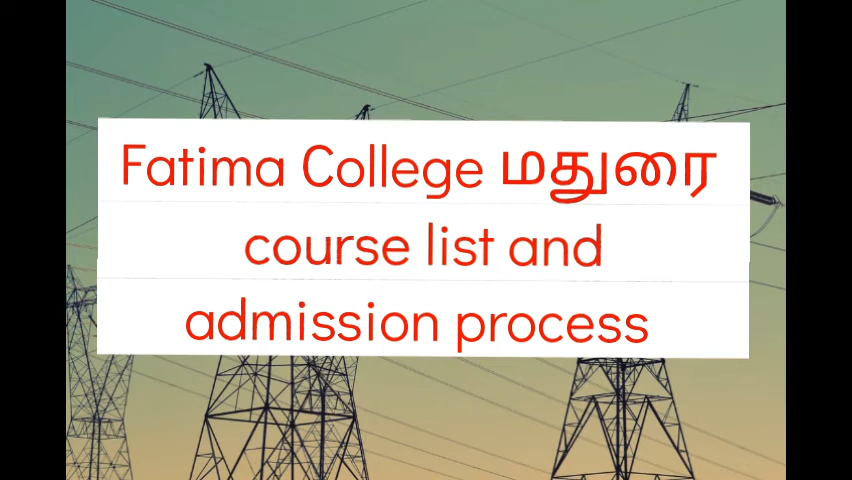 Fatima College மதுரை
course list and
admission process